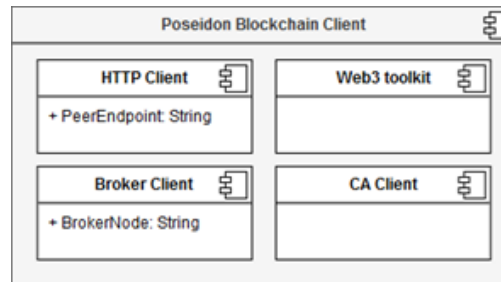 Poseidon Blockchain Client
HTTP Client
+ PeerEndpoint: String
Web3 toolkit
Broker Client
+ BrokerNode: String
CA Client